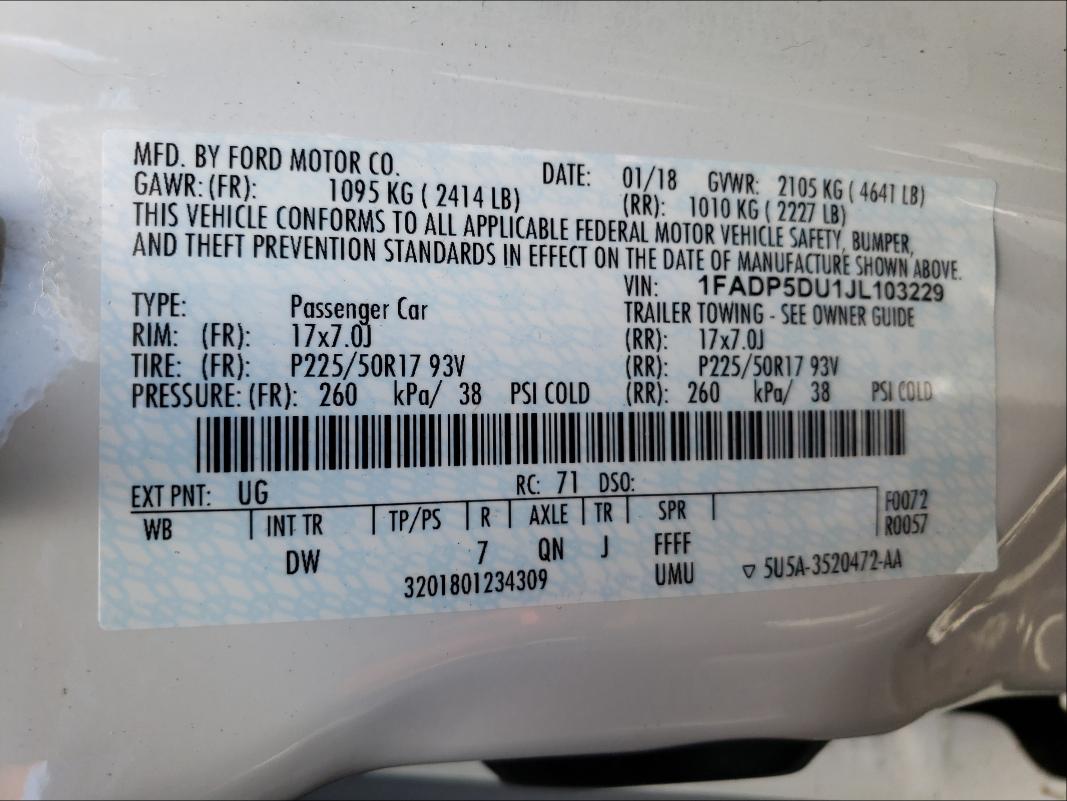 MFD. BY FORD MOTOR CO. DATE: 01/18 GVWR: 2105 KG ( 4641 LB)
GAWR: (FR): 1095 KG ( 2414 LB) (RR): 1010 KG ( 2227 LB)
THIS VEHICLE CONFORMS TO ALL APPLICABLE FEDERAL MOTOR VEHICLE SAFETY, BUMPER,
AND THEFT PREVENTION STANDARDS IN EFFECT ON THE DATE OF MANUFACTURE SHOWN ABOVE.
VIN: 1FADP5DU1JL103229
TYPE: Passenger Car TRAILER TOWING - SEE OWNER GUIDE
RIM: (FR): 17x7.0J (RR): 17x7.0J
TIRE: (FR): P225/50R17 93V (RR): P225/50R17 93V
PRESSURE: (FR): 260 kPa/ 38 PSI COLD (RR): 260 kPa/ 38 PSI COLD
EXT PNT: UG RC: 71 DSO: F0072
WB INT TR TP/PS R AXLE TR SPR R0057
DW 7 QN J FFFF
3201801234309 UMU ▽ 5U5A-3520472-AA